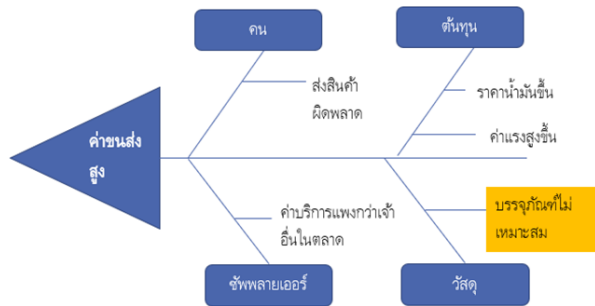 คน
ต้นทุน
ส่งสินค้า
ผิดพลาด
ราคาน้ำมันขึ้น
ค่าแรงสูงขึ้น
ค่าขนส่ง
สูง
ค่าบริการแพงกว่าเจ้า
อื่นในตลาด
บรรจุภัณฑ์ไม่
เหมาะสม
ซัพพลายเออร์
วัสดุ